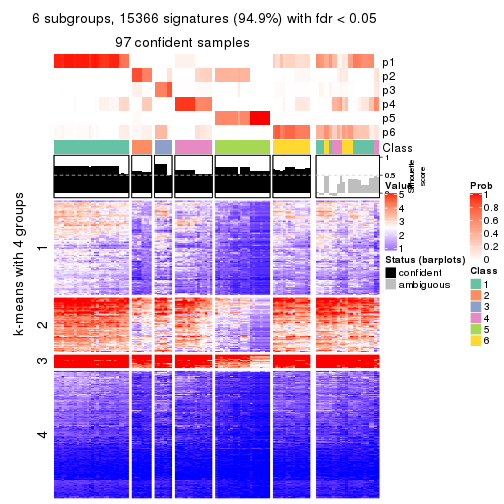 6 subgroups, 15366 signatures (94.9%) with fdr < 0.05
97 confident samples
p1
p2
p3
p4
p5
p6
Class
1
0.5
0
Silhouette score
k-means with 4 groups
1
2
3
4
Value
5
4
3
2
1
Status (barplots)
confident
ambiguous
Prob
1
0.8
0.6
0.4
0.2
0
Class
1
2
3
4
5
6